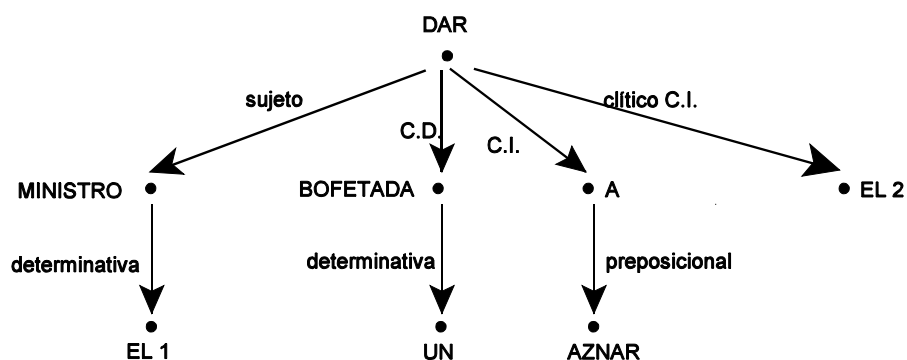 DAR
sujeto
C.D.
C.I.
clítico C.I.
MINISTRO
BOFETADA
A
EL 2
determinativa
determinativa
preposicional
EL 1
UN
AZNAR